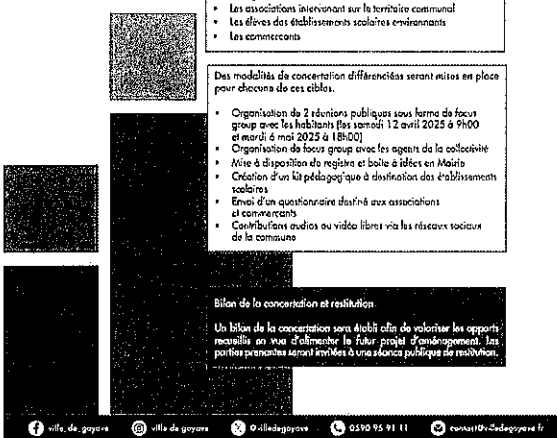 • Les associations intervenant sur le territoire communal
• Les élèves des établissements scolaires environnants
• Les commerçants
Des modalités de concertation différenciées seront mises en place
pour chacune de ces cibles.
• Organisation de 2 réunions publiques sous forme de focus
group avec les habitants (les samedi 12 avril 2025 à 9h00
et mardi 6 mai 2025 à 18h00)
• Organisation de focus group avec les agents de la collectivité
• Mise à disposition de registre et boîte à idées en Mairie
• Création d'un kit pédagogique à destination des établissements
scolaires
• Envoi d'un questionnaire destiné aux associations
et commerçants
• Contributions audios ou vidéo libres via les réseaux sociaux
de la commune
Bilan de la concertation et restitution
Un bilan de la concertation sera établi afin de valoriser les apports
recueillis en vue d'alimenter le futur projet d'aménagement. Les
parties prenantes seront invitées à une séance publique de restitution.
ville_de_goyave ville de goyave @villedegoyave 0590 95 91 11 contact@villedegoyave.fr